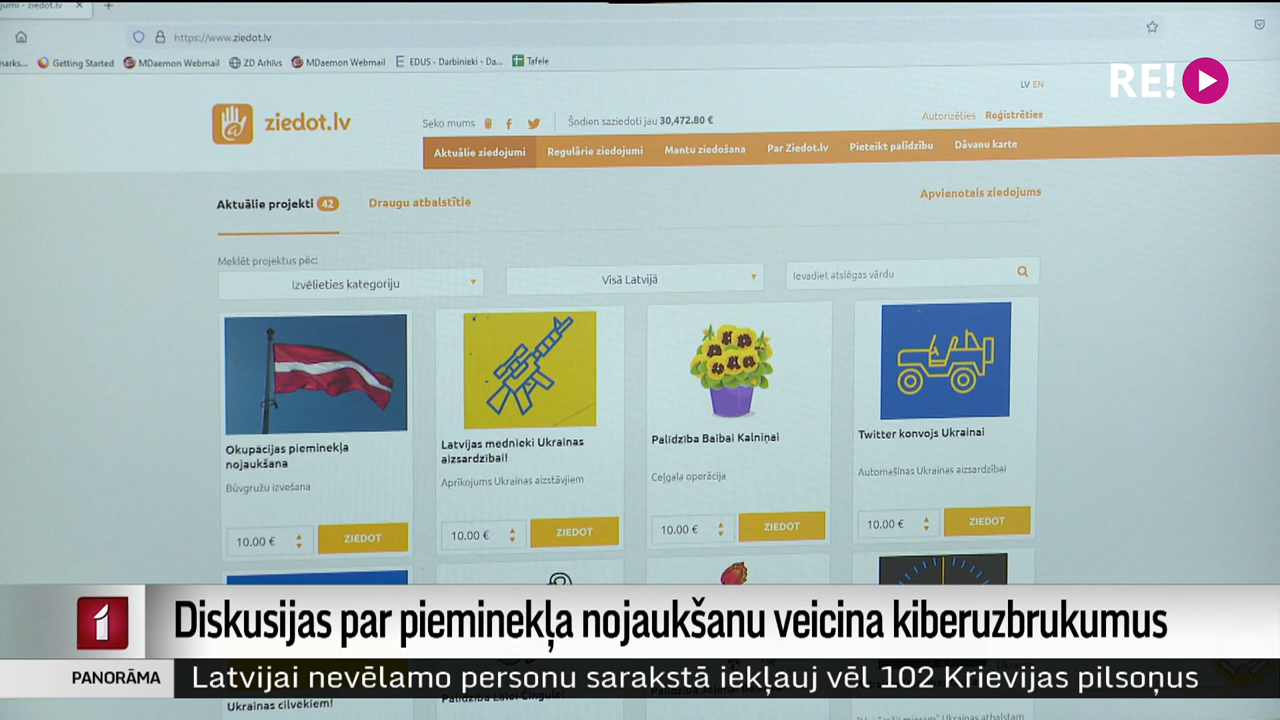 jumi - ziedot.lv
https://www.ziedot.lv
Getting Started MDaemon Webmail ZD Arhīvs MDaemon Webmail EDUS - Darbinieki - Da... Tafele
RE!
LV EN
ziedot.lv
Seko mums
Šodien saziedoti jau 30,472.80 €
Autorizēties Reģistrēties
Aktuālie ziedojumi Regulārie ziedojumi Mantu ziedošana Par Ziedot.lv Pieteikt palīdzību Dāvanu karte
Aktuālie projekti 42
Draugu atbalstītie
Apvienotais ziedojums
Meklēt projektus pēc:
Izvēlieties kategoriju
Visā Latvijā
Ievadiet atslēgas vārdu
Okupācijas pieminekļa
nojaukšana
Būvgružu izvešana
10.00 € ZIEDOT
Latvijas mednieki Ukrainas
aizsardzībai!
Aprīkojums Ukrainas aizstāvjiem
10.00 € ZIEDOT
Palīdzība Baibai Kalniņai
Ceļgala operācija
10.00 € ZIEDOT
Twitter konvojs Ukrainai
Automašīnas Ukrainas aizsardzībai
10.00 € ZIEDOT
1
Diskusijas par pieminekļa nojaukšanu veicina kiberuzbrukumus
PANORĀMA
Latvijai nevēlamo personu sarakstā iekļauj vēl 102 Krievijas pilsoņus
Ukrainas cilvēkiem!